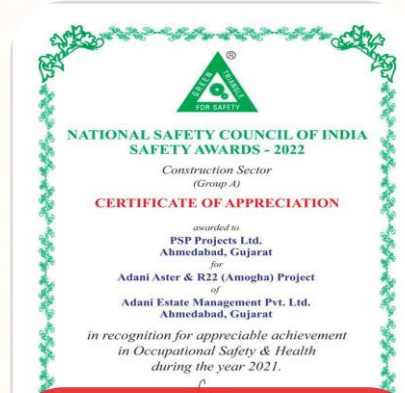 ®
GREEN TRIANGLE
FOR SAFETY
NATIONAL SAFETY COUNCIL OF INDIA
SAFETY AWARDS - 2022
Construction Sector
(Group A)
CERTIFICATE OF APPRECIATION
awarded to
PSP Projects Ltd.
Ahmedabad, Gujarat
for
Adani Aster & R22 (Amogha) Project
of
Adani Estate Management Pvt. Ltd.
Ahmedabad, Gujarat
in recognition for appreciable achievement
in Occupational Safety & Health
during the year 2021.